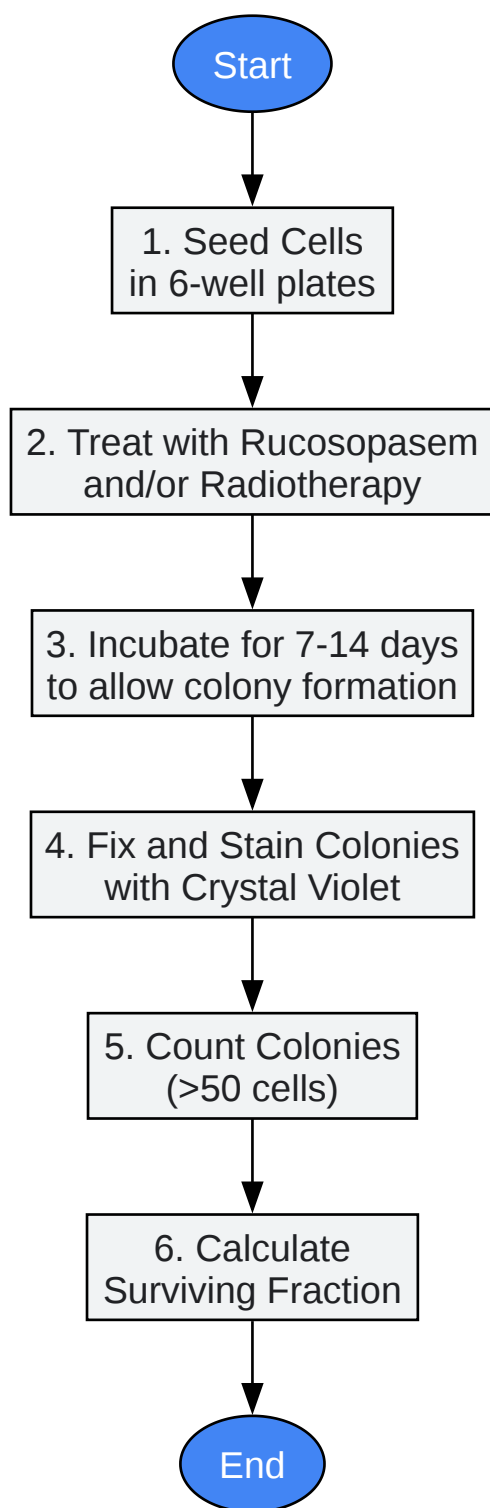 Start
1. Seed Cells
in 6-well plates
2. Treat with Rucosopasem
and/or Radiotherapy
3. Incubate for 7-14 days
to allow colony formation
4. Fix and Stain Colonies
with Crystal Violet
5. Count Colonies
(>50 cells)
6. Calculate
Surviving Fraction
End